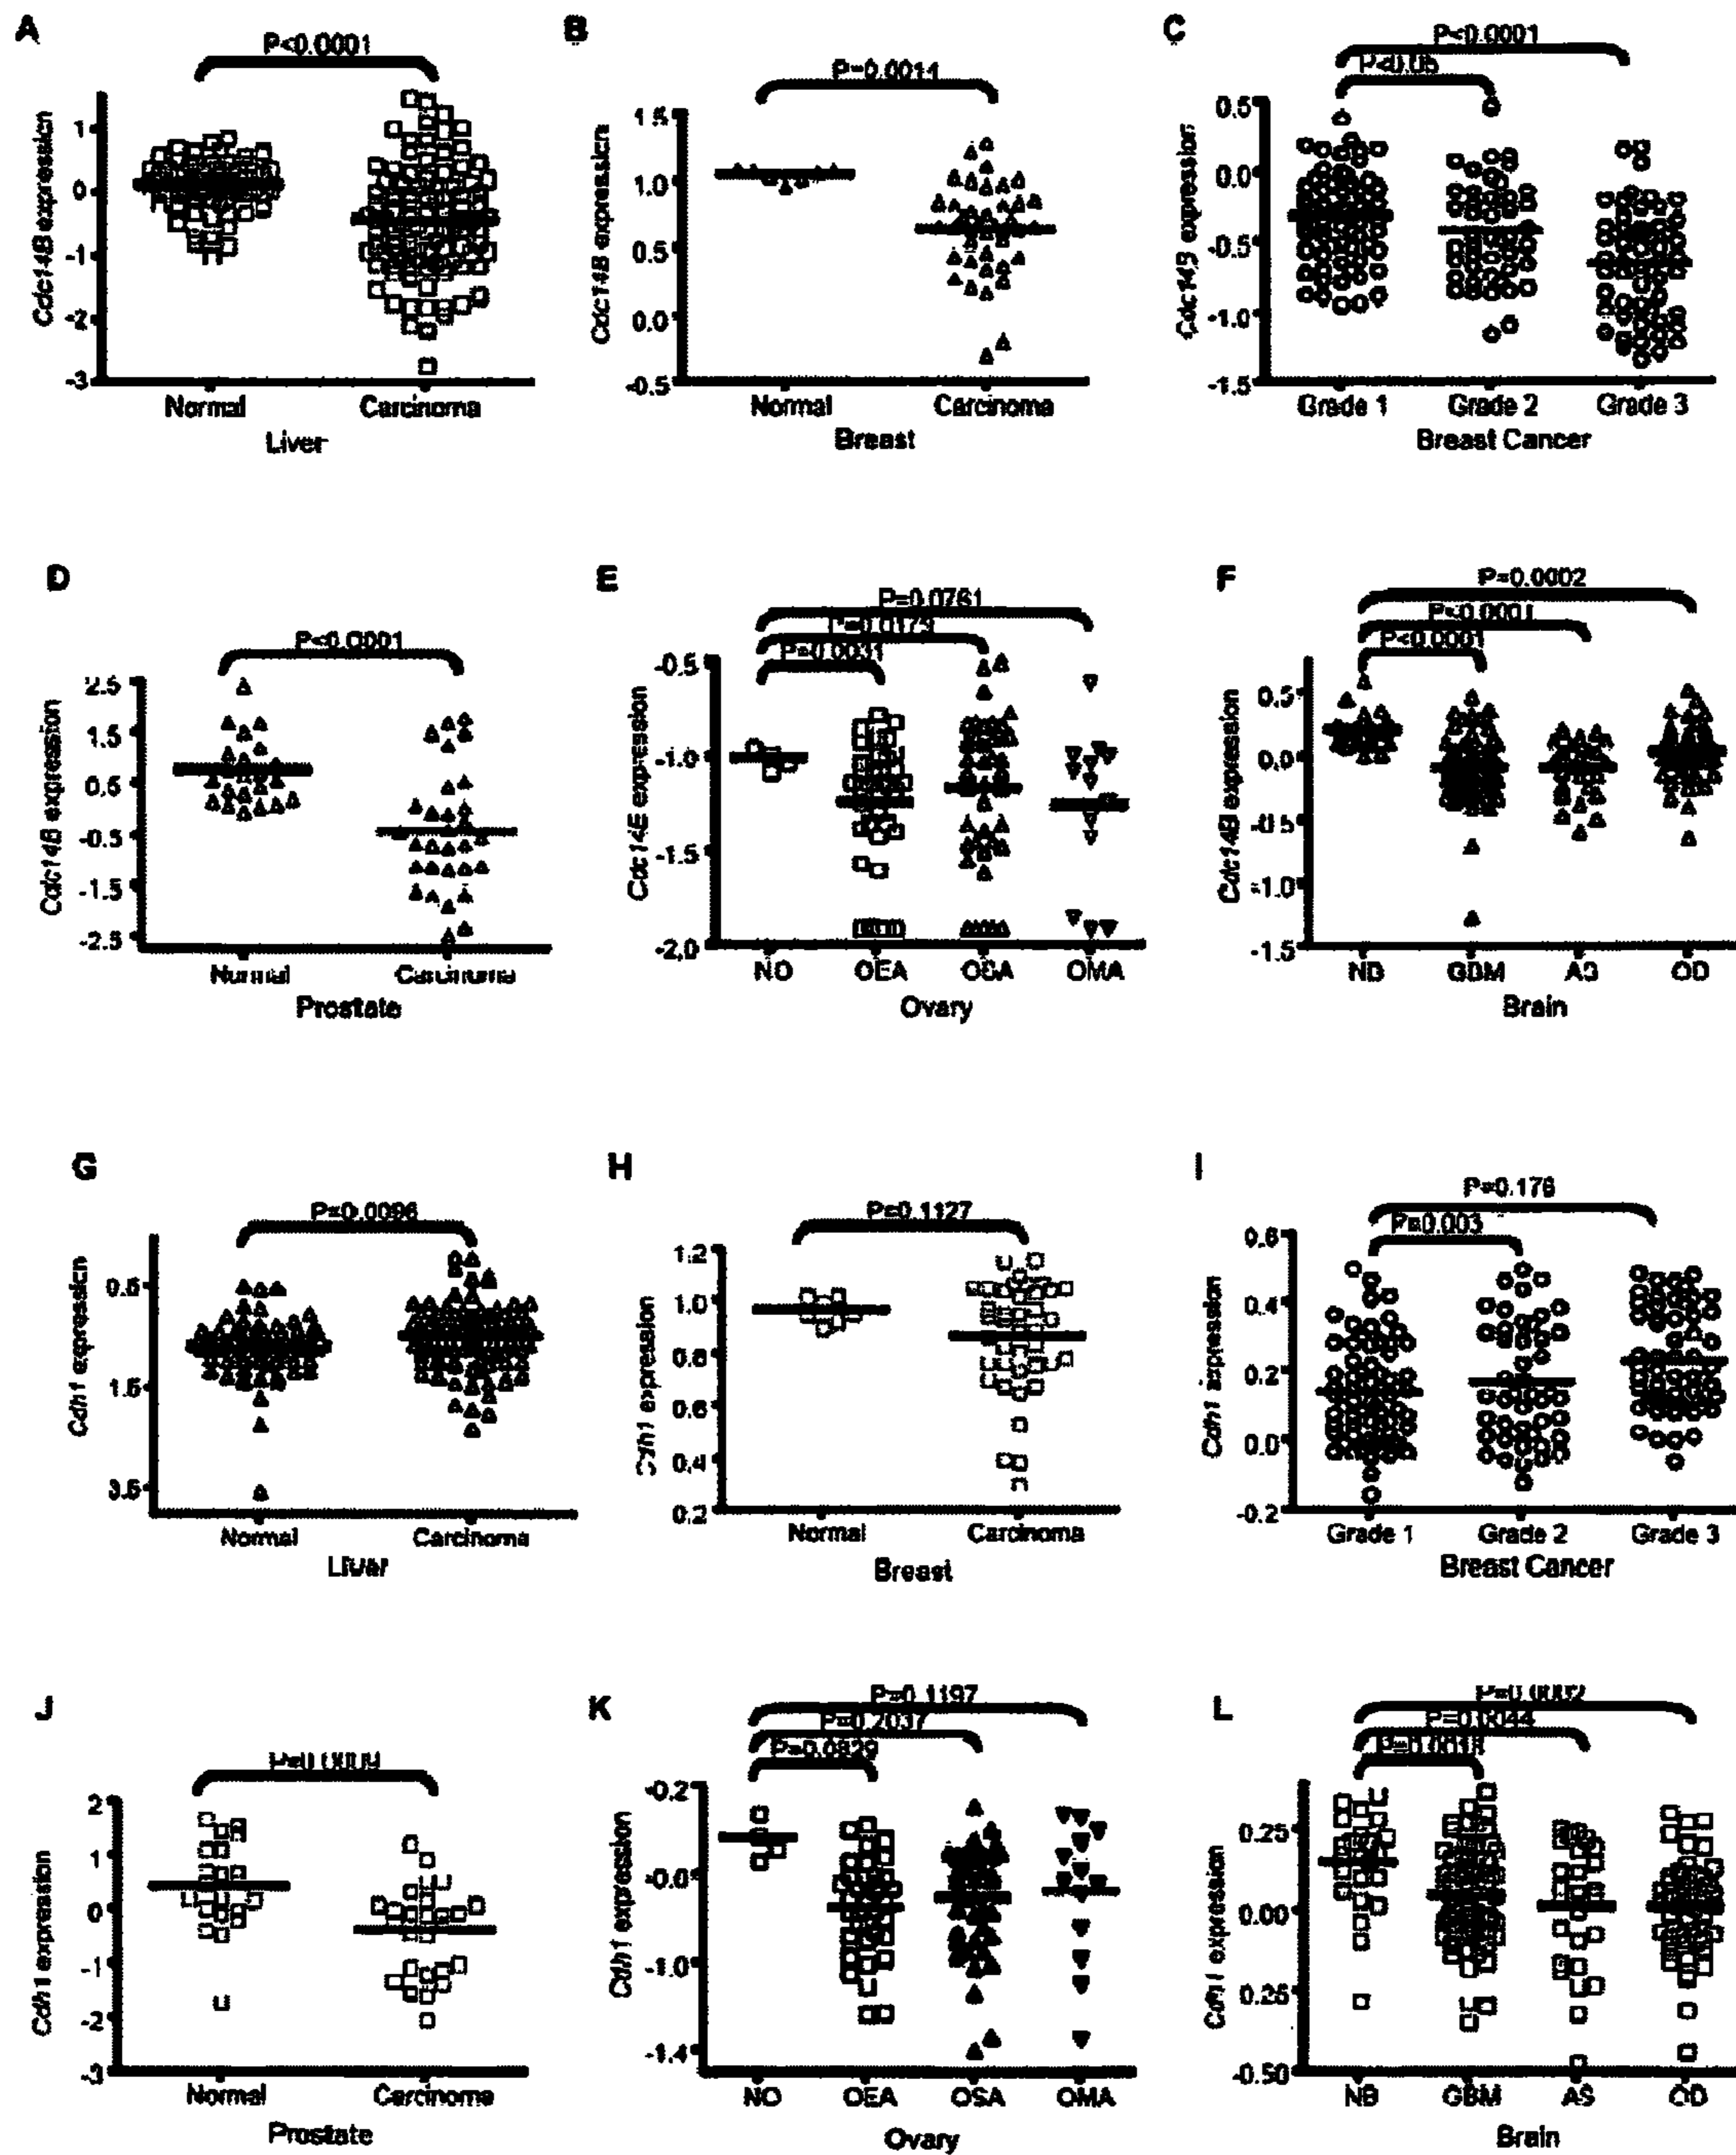 A
P<0.0001
Cdc14B expression
1
0
-1
-2
-3
Normal Carcinoma
Liver
B
P=0.0014
Cdc14B expression
1.5
1.0
0.5
0.0
-0.5
Normal Carcinoma
Breast
C
P<0.0001
P<0.05
Cdc14B expression
0.5
0.0
-0.5
-1.0
-1.5
Grade 1 Grade 2 Grade 3
Breast Cancer
D
P<0.0001
Cdc14B expression
2.5
1.5
0.5
-0.5
-1.5
-2.5
Normal Carcinoma
Prostate
E
P=0.0761
P=0.0173
P=0.0031
expression
-0.5
-1.0
-1.5
-2.0
NO OEA OSA OMA
Ovary
F
P=0.0002
P<0.0001
P<0.0001
Cdc14B expression
0.5
0.0
-0.5
-1.0
-1.5
GBM
Brain
G
P=0.0096
Cdh1 expression
Normal Carcinoma
Liver
H
P=0.1127
Cdh1 expression
1.2
1.0
0.8
0.6
0.4
0.2
Normal Carcinoma
Breast
I
P=0.176
P=0.003
Cdh1 expression
0.6
0.4
0.2
0.0
-0.2
Grade 1 Grade 2 Grade 3
Breast Cancer
J
Cdh1 expression
2
1
0
-1
-2
-3
Normal Carcinoma
Prostate
K
P=0.1197
P=0.2037
P=0.0829
Cdh1 expression
-0.2
-1.0
-1.4
NO OEA OSA OMA
Ovary
L
P=0.0044
Cdh1 expression
0.25
0.00
0.25
-0.50
NB GBM AS OD
Brain